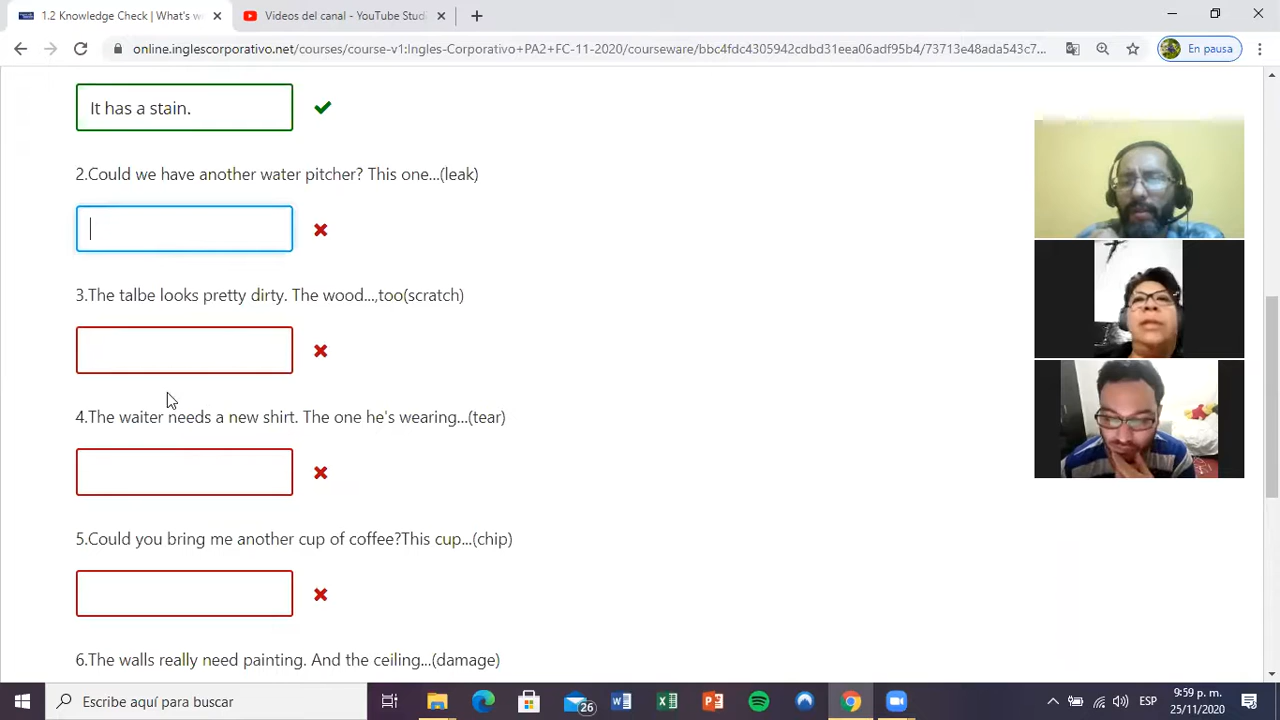 1.2 Knowledge Check | What's w
Videos del canal - YouTube Studi
online.inglescorporativo.net/courses/course-v1:Ingles-Corporativo+PA2+FC-11-2020/courseware/bbc4fdc4305942cdbd31eea06adf95b4/73713e48ada543c7...
En pausa
It has a stain.
2.Could we have another water pitcher? This one...(leak)
3.The talbe looks pretty dirty. The wood...,too(scratch)
4.The waiter needs a new shirt. The one he's wearing...(tear)
5.Could you bring me another cup of coffee?This cup...(chip)
6.The walls really need painting. And the ceiling...(damage)
Escribe aquí para buscar
26
ESP
9:59 p. m.
25/11/2020